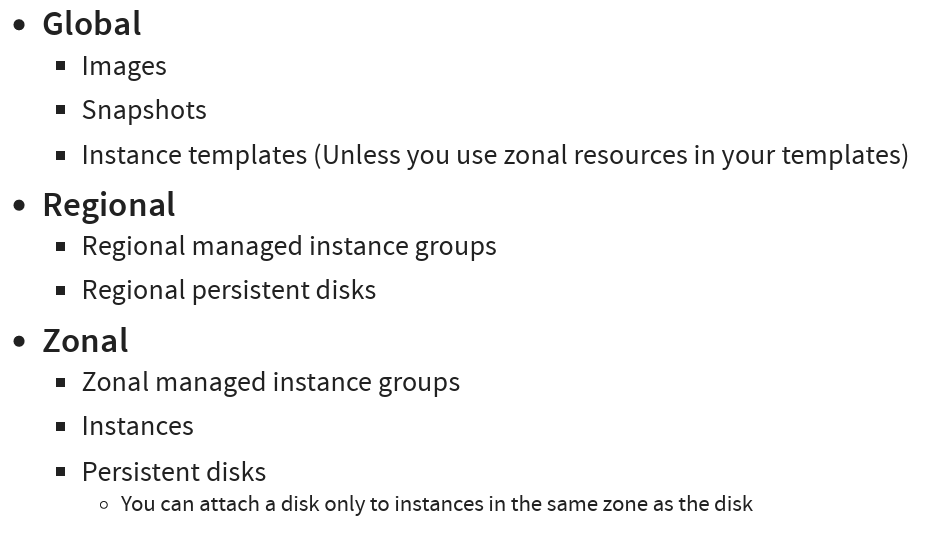 Global
Images
Snapshots
Instance templates (Unless you use zonal resources in your templates)
Regional
Regional managed instance groups
Regional persistent disks
Zonal
Zonal managed instance groups
Instances
Persistent disks
You can attach a disk only to instances in the same zone as the disk